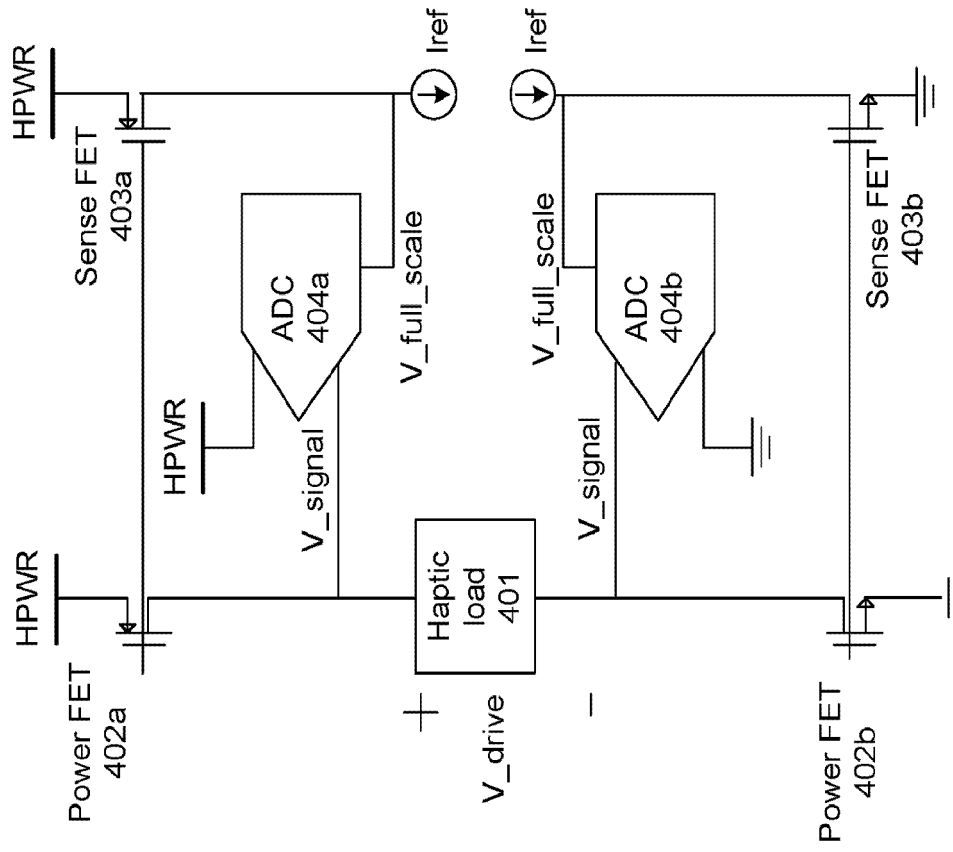 HPWR
HPWR
Power FET
402a
Sense FET
403a
HPWR
ADC
404a
V_signal
V_full_scale
Iref
+
V_drive
–
Haptic
load
401
Iref
V_signal
V_full_scale
ADC
404b
Power FET
402b
Sense FET
403b